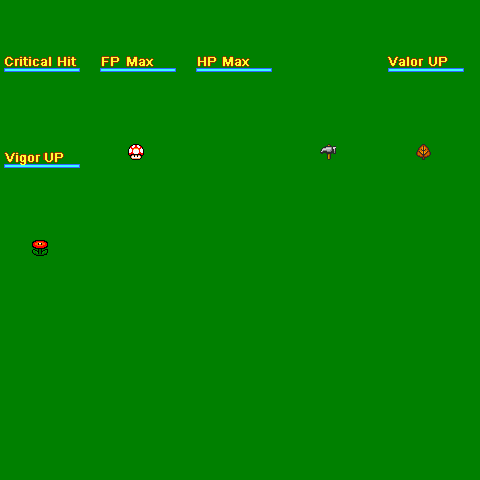 Critical Hit
FP Max
HP Max
Valor UP
Vigor UP